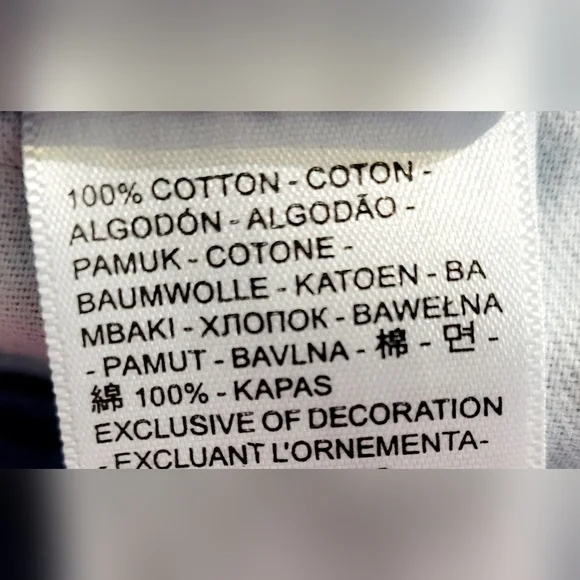 100% COTTON - COTON -
ALGODÓN - ALGODÃO -
PAMUK - COTONE -
BAUMWOLLE - KATOEN - BA
MBAKI - ХЛОПОК - BAWEŁNA
- PAMUT - BAVLNA - 棉 - 면 -
綿 100% - KAPAS
EXCLUSIVE OF DECORATION
- EXCLUANT L'ORNEMENTA-